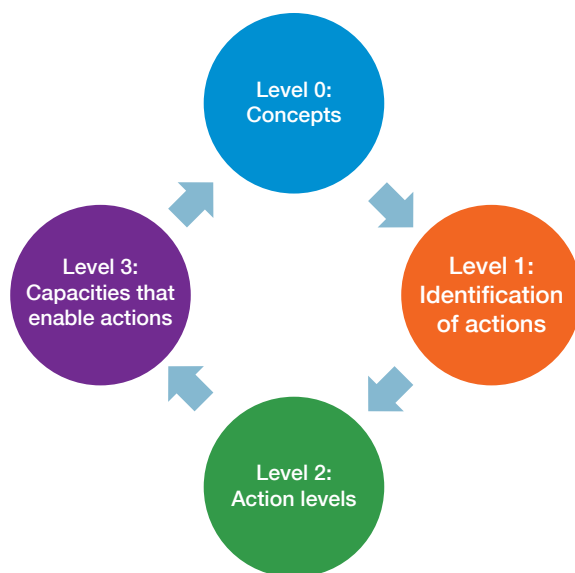 Level 0:
Concepts
Level 1:
Identification
of actions
Level 2:
Action levels
Level 3:
Capacities that
enable actions